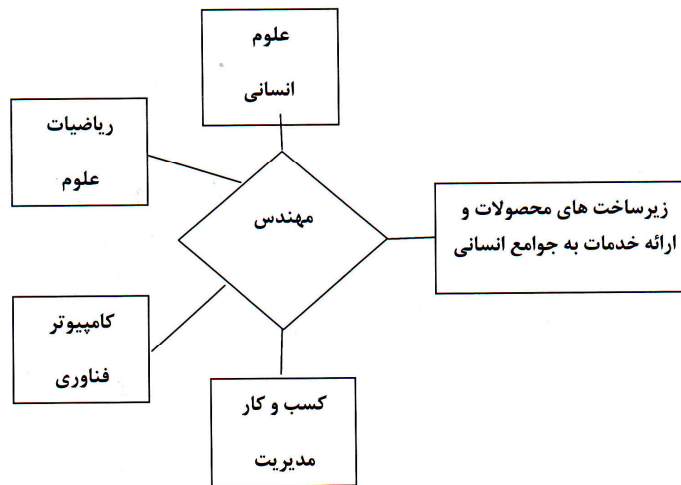 علوم
انسانی
ریاضیات
علوم
مهندس
زیرساخت های محصولات و
ارائه خدمات به جوامع انسانی
کامپیوتر
فناوری
کسب و کار
مدیریت